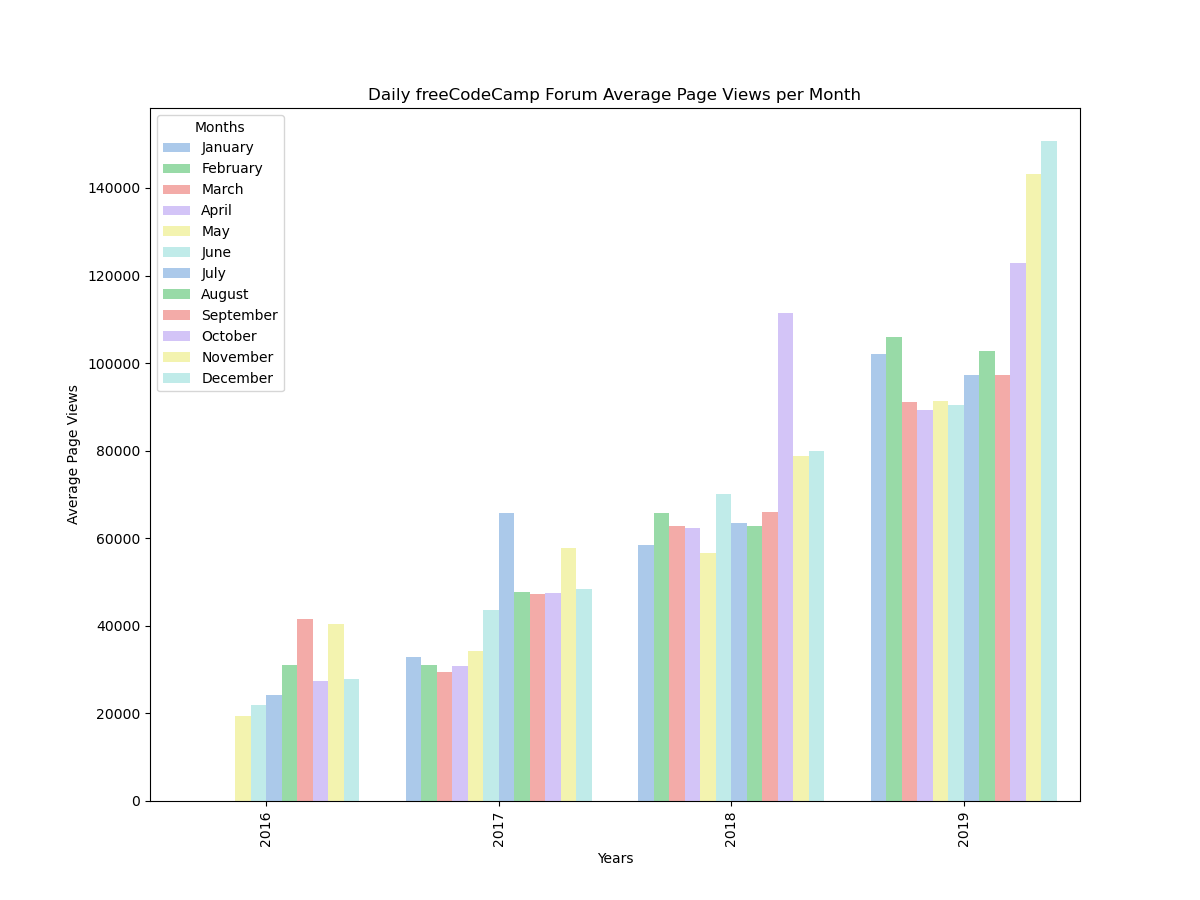 Daily freeCodeCamp Forum Average Page Views per Month
Months
January
February
March
April
May
June
July
August
September
October
November
December
140000
120000
100000
80000
60000
40000
20000
0
Average Page Views
2016
2017
2018
2019
Years